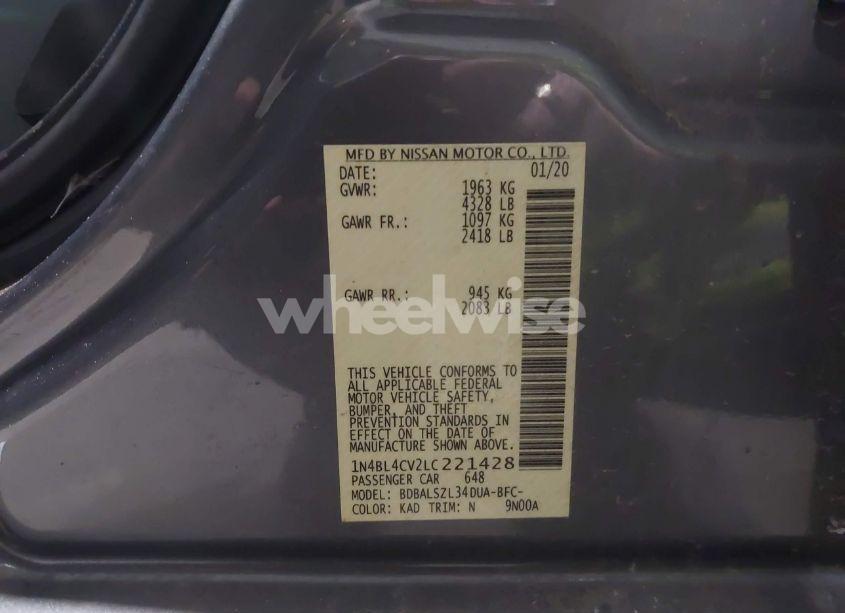 MFD BY NISSAN MOTOR CO., LTD.
DATE: 01/20
GVWR: 1963 KG
4328 LB
GAWR FR.: 1097 KG
2418 LB
GAWR RR.: 945 KG
2083 LB
wheelwise
THIS VEHICLE CONFORMS TO
ALL APPLICABLE FEDERAL
MOTOR VEHICLE SAFETY,
BUMPER, AND THEFT
PREVENTION STANDARDS IN
EFFECT ON THE DATE OF
MANUFACTURE SHOWN ABOVE.
1N4BL4CV2LC221428
PASSENGER CAR 648
MODEL: BDBALSZL34DUA-BFC-
COLOR: KAD TRIM: N 9N00A